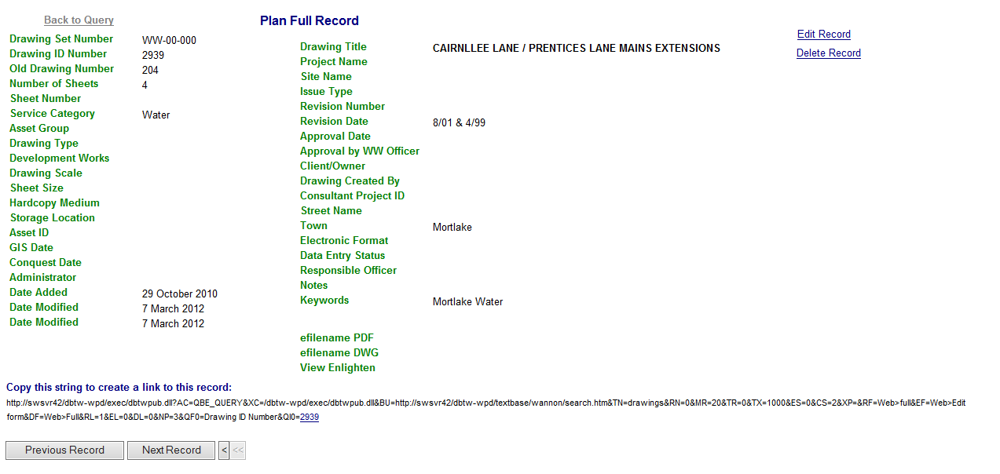 Back to Query
Plan Full Record
Edit Record
Delete Record
Drawing Set Number WW-00-000
Drawing ID Number 2939
Old Drawing Number 204
Number of Sheets 4
Sheet Number
Service Category Water
Asset Group
Drawing Type
Development Works
Drawing Scale
Sheet Size
Hardcopy Medium
Storage Location
Asset ID
GIS Date
Conquest Date
Administrator
Date Added 29 October 2010
Date Modified 7 March 2012
Date Modified 7 March 2012
Drawing Title CAIRNLLEE LANE / PRENTICES LANE MAINS EXTENSIONS
Project Name
Site Name
Issue Type
Revision Number
Revision Date 8/01 & 4/99
Approval Date
Approval by WW Officer
Client/Owner
Drawing Created By
Consultant Project ID
Street Name
Town Mortlake
Electronic Format
Data Entry Status
Responsible Officer
Notes
Keywords Mortlake Water
efilename PDF
efilename DWG
View Enlighten
Copy this string to create a link to this record:
http://swsvr42/dbtw-wpd/exec/dbtwpub.dll?AC=QBE_QUERY&XC=/dbtw-wpd/exec/dbtwpub.dll&BU=http://swsvr42/dbtw-wpd/textbase/wannon/search.htm&TN=drawings&RN=0&MR=20&TR=0&TX=1000&ES=0&CS=2&XP=&RF=Web>full&EF=Web>Edit
form&DF=Web>Full&RL=1&EL=0&DL=0&NP=3&QF0=Drawing ID Number&QI0=2939
Previous Record Next Record < <<